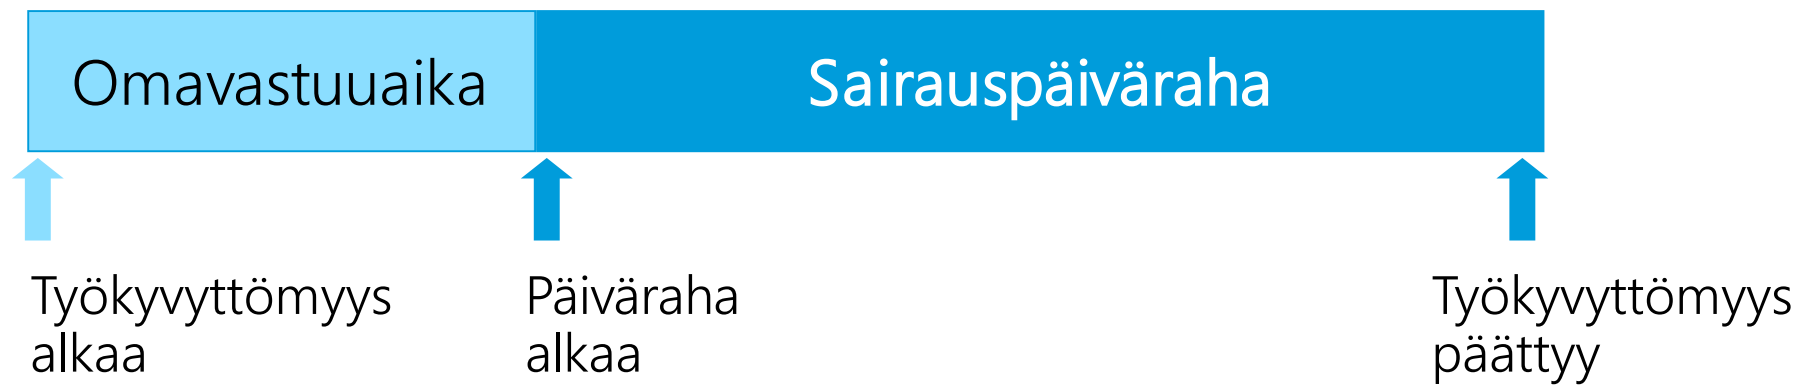 Omavastuuaika
Sairauspäiväraha
Työkyvyttömyys
alkaa
Päiväraha
alkaa
Työkyvyttömyys
päättyy